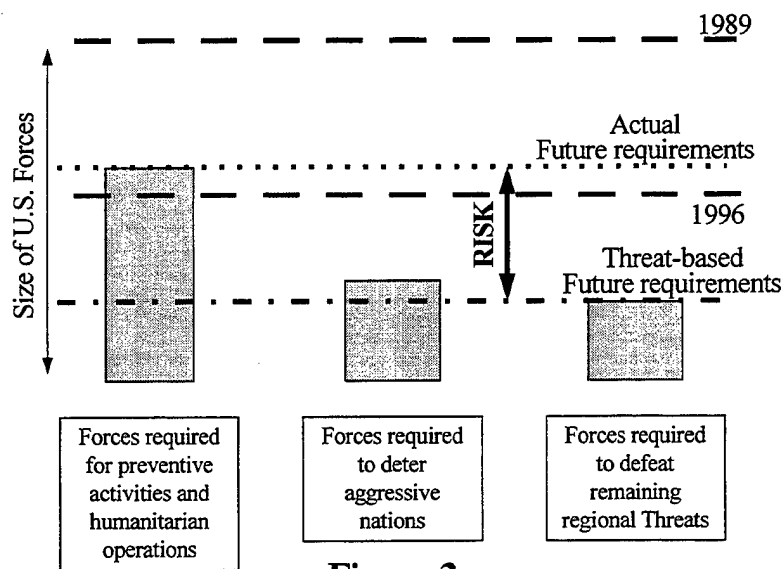 1989
Size of U.S. Forces
Actual
Future requirements
1996
RISK
Threat-based
Future requirements
Forces required
for preventive
activities and
humanitarian
operations
Forces required
to deter
aggressive
nations
Forces required
to defeat
remaining
regional Threats